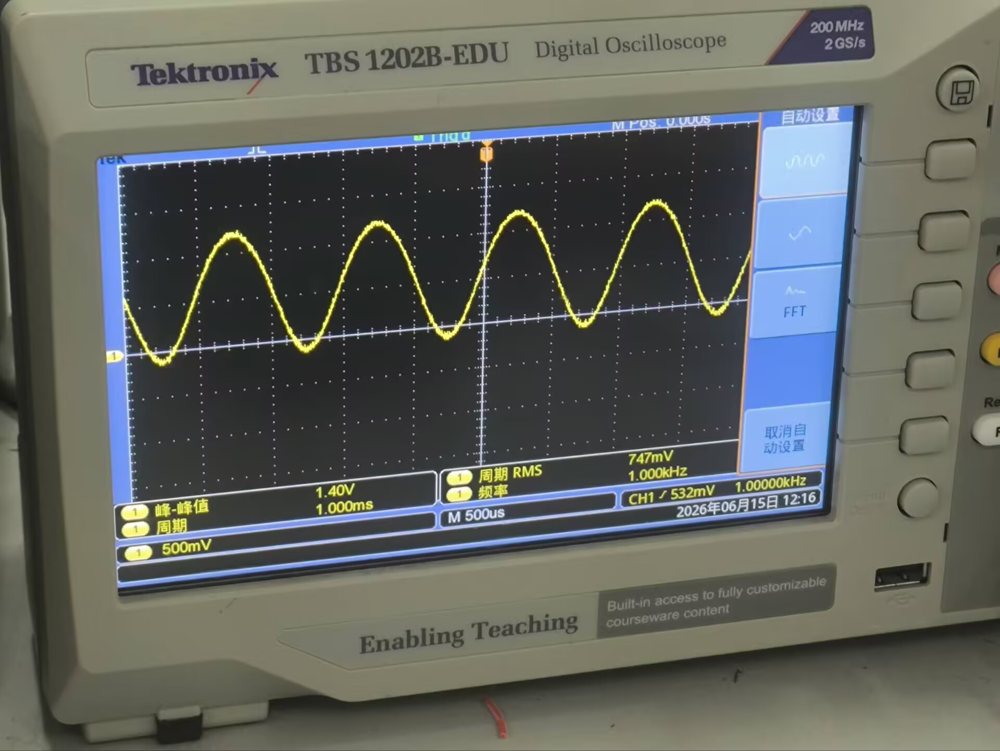 Tektronix TBS 1202B-EDU Digital Oscilloscope
200 MHz
2 GS/s
Tek
Trig'd
M Pos: 0.000s
自动设置
FFT
取消自
动设置
1
1 峰-峰值 1.40V
1 周期 1.000ms
1 周期 RMS 747mV
1 频率 1.000kHz
1 500mV
M 500us
CH1 532mV 1.00000kHz
2026年06月15日 12:16
Enabling Teaching
Built-in access to fully customizable
courseware content